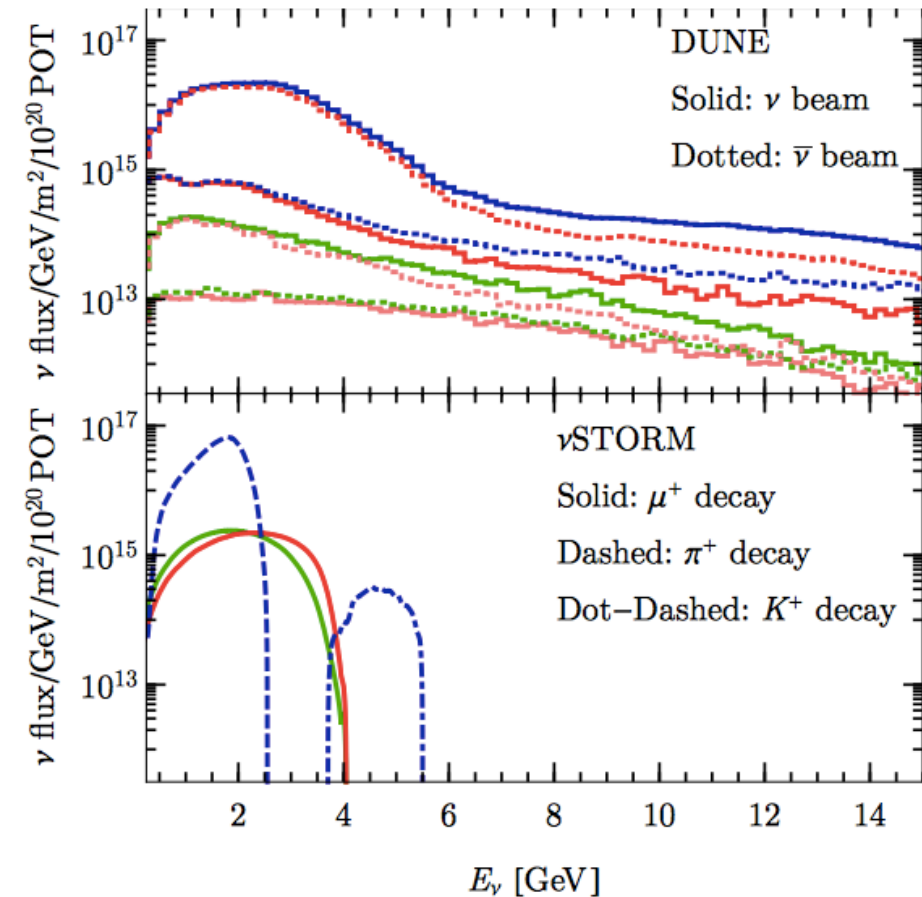 ν flux/GeV/m²/10²⁰ POT
10¹⁷
10¹⁵
10¹³
DUNE
Solid: ν beam
Dotted: ν̄ beam
ν flux/GeV/m²/10²⁰ POT
10¹⁷
10¹⁵
10¹³
νSTORM
Solid: μ⁺ decay
Dashed: π⁺ decay
Dot−Dashed: K⁺ decay
2 4 6 8 10 12 14
Eᵥ [GeV]